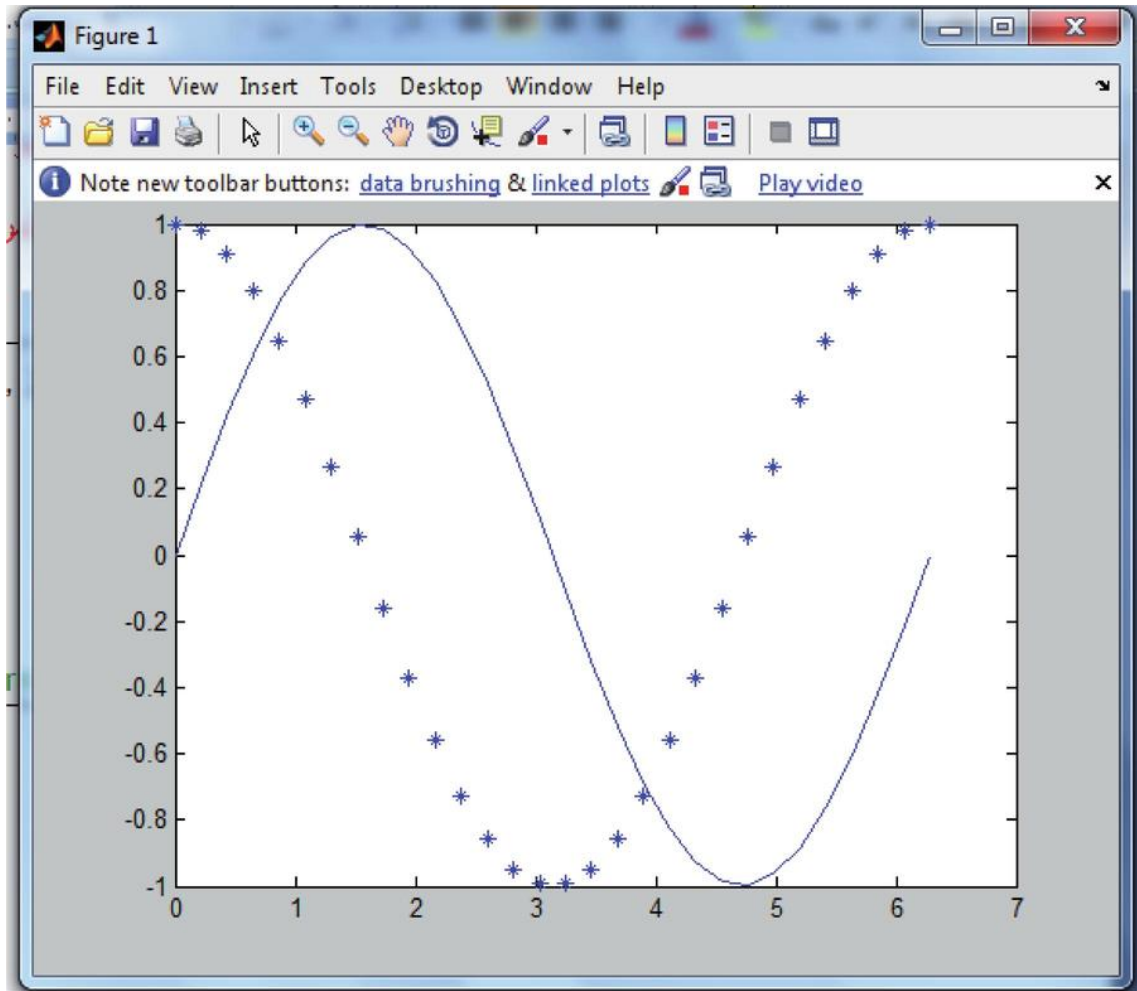 Figure 1
File Edit View Insert Tools Desktop Window Help
Note new toolbar buttons: data brushing & linked plots Play video
1
0.8
0.6
0.4
0.2
0
-0.2
-0.4
-0.6
-0.8
-1
0 1 2 3 4 5 6 7